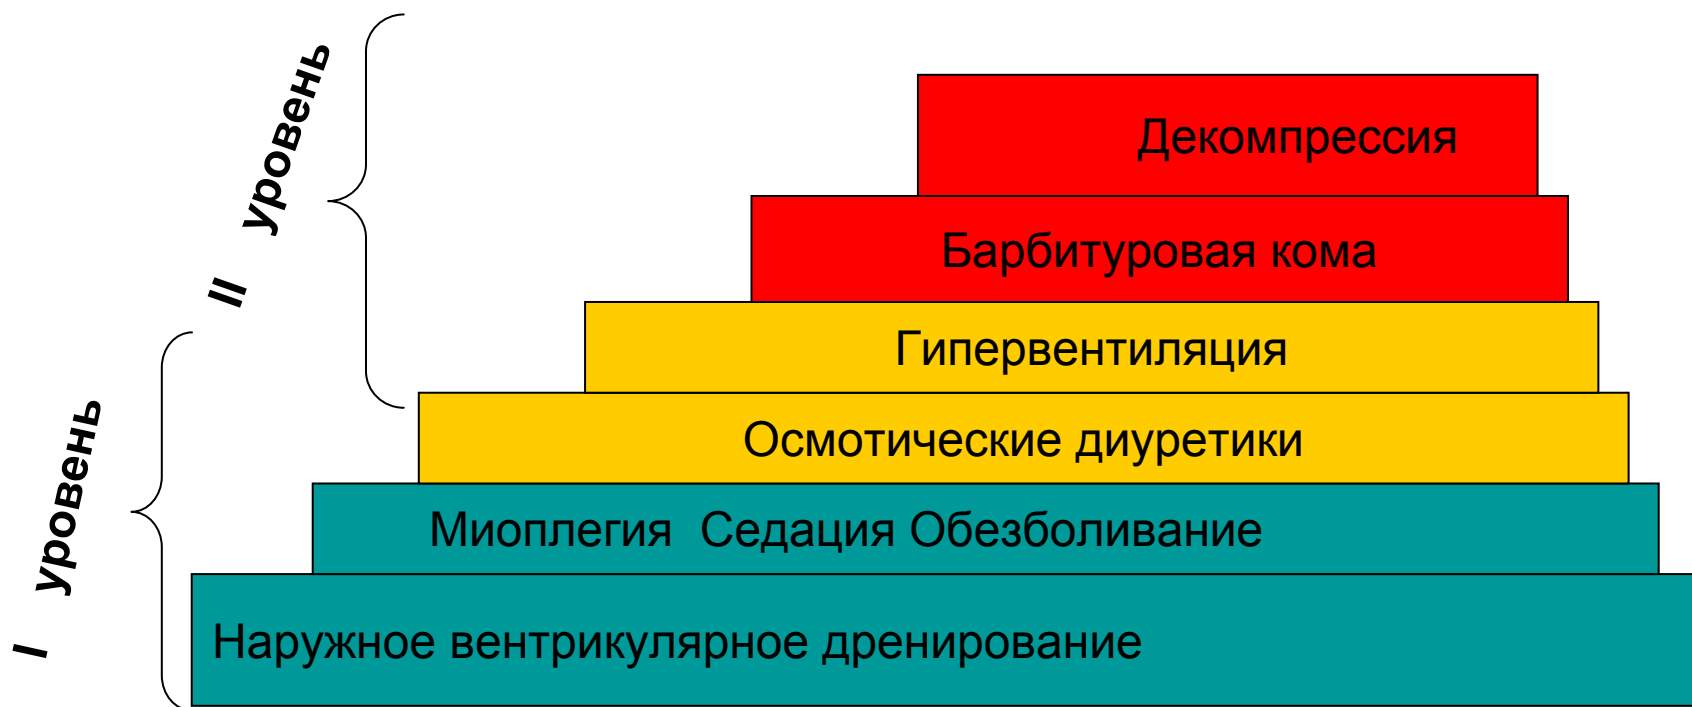 II уровень
Декомпрессия
Барбитуровая кома
Гипервентиляция
I уровень
Осмотические диуретики
Миоплегия  Седация Обезболивание
Наружное вентрикулярное дренирование